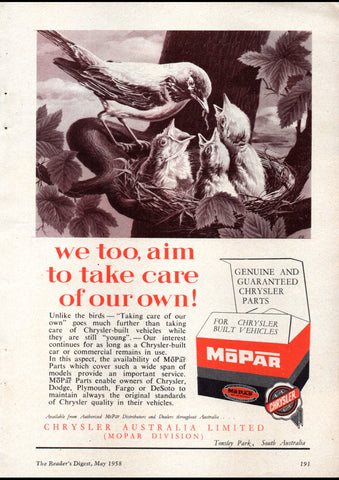 we too, aim
to take care
of our own!
Unlike the birds — "Taking care of our
own" goes much further than taking
care of Chrysler-built vehicles while
they are still "young". — Our interest
continues for as long as a Chrysler-built
car or commercial remains in use.
In this aspect, the availability of MōPaR
Parts which cover such a wide span of
models provide an important service.
MōPaR Parts enable owners of Chrysler,
Dodge, Plymouth, Fargo or DeSoto to
maintain always the original standards
of Chrysler quality in their vehicles.
GENUINE AND
GUARANTEED
CHRYSLER
PARTS
FOR CHRYSLER
BUILT VEHICLES
MōPaR
MōPaR
CHRYSLER
Available from Authorized MōPaR Distributors and Dealers throughout Australia
CHRYSLER AUSTRALIA LIMITED
(MOPAR DIVISION)
Tonsley Park, South Australia
The Reader's Digest, May 1958
191